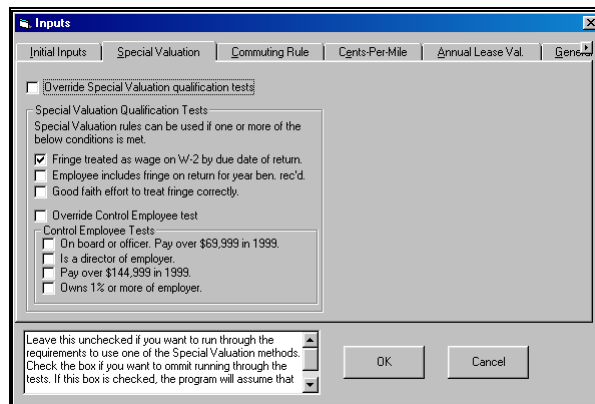 Inputs
Initial Inputs Special Valuation Commuting Rule Cents-Per-Mile Annual Lease Val. General
Override Special Valuation qualification tests
Special Valuation Qualification Tests
Special Valuation rules can be used if one or more of the
below conditions is met.
Fringe treated as wage on W-2 by due date of return.
Employee includes fringe on return for year ben. rec'd.
Good faith effort to treat fringe correctly.
Override Control Employee test
Control Employee Tests
On board or officer. Pay over $69,999 in 1999.
Is a director of employer.
Pay over $144,999 in 1999.
Owns 1% or more of employer.
Leave this unchecked if you want to run through the
requirements to use one of the Special Valuation methods.
Check the box if you want to ommit running through the
tests. If this box is checked, the program will assume that
OK Cancel